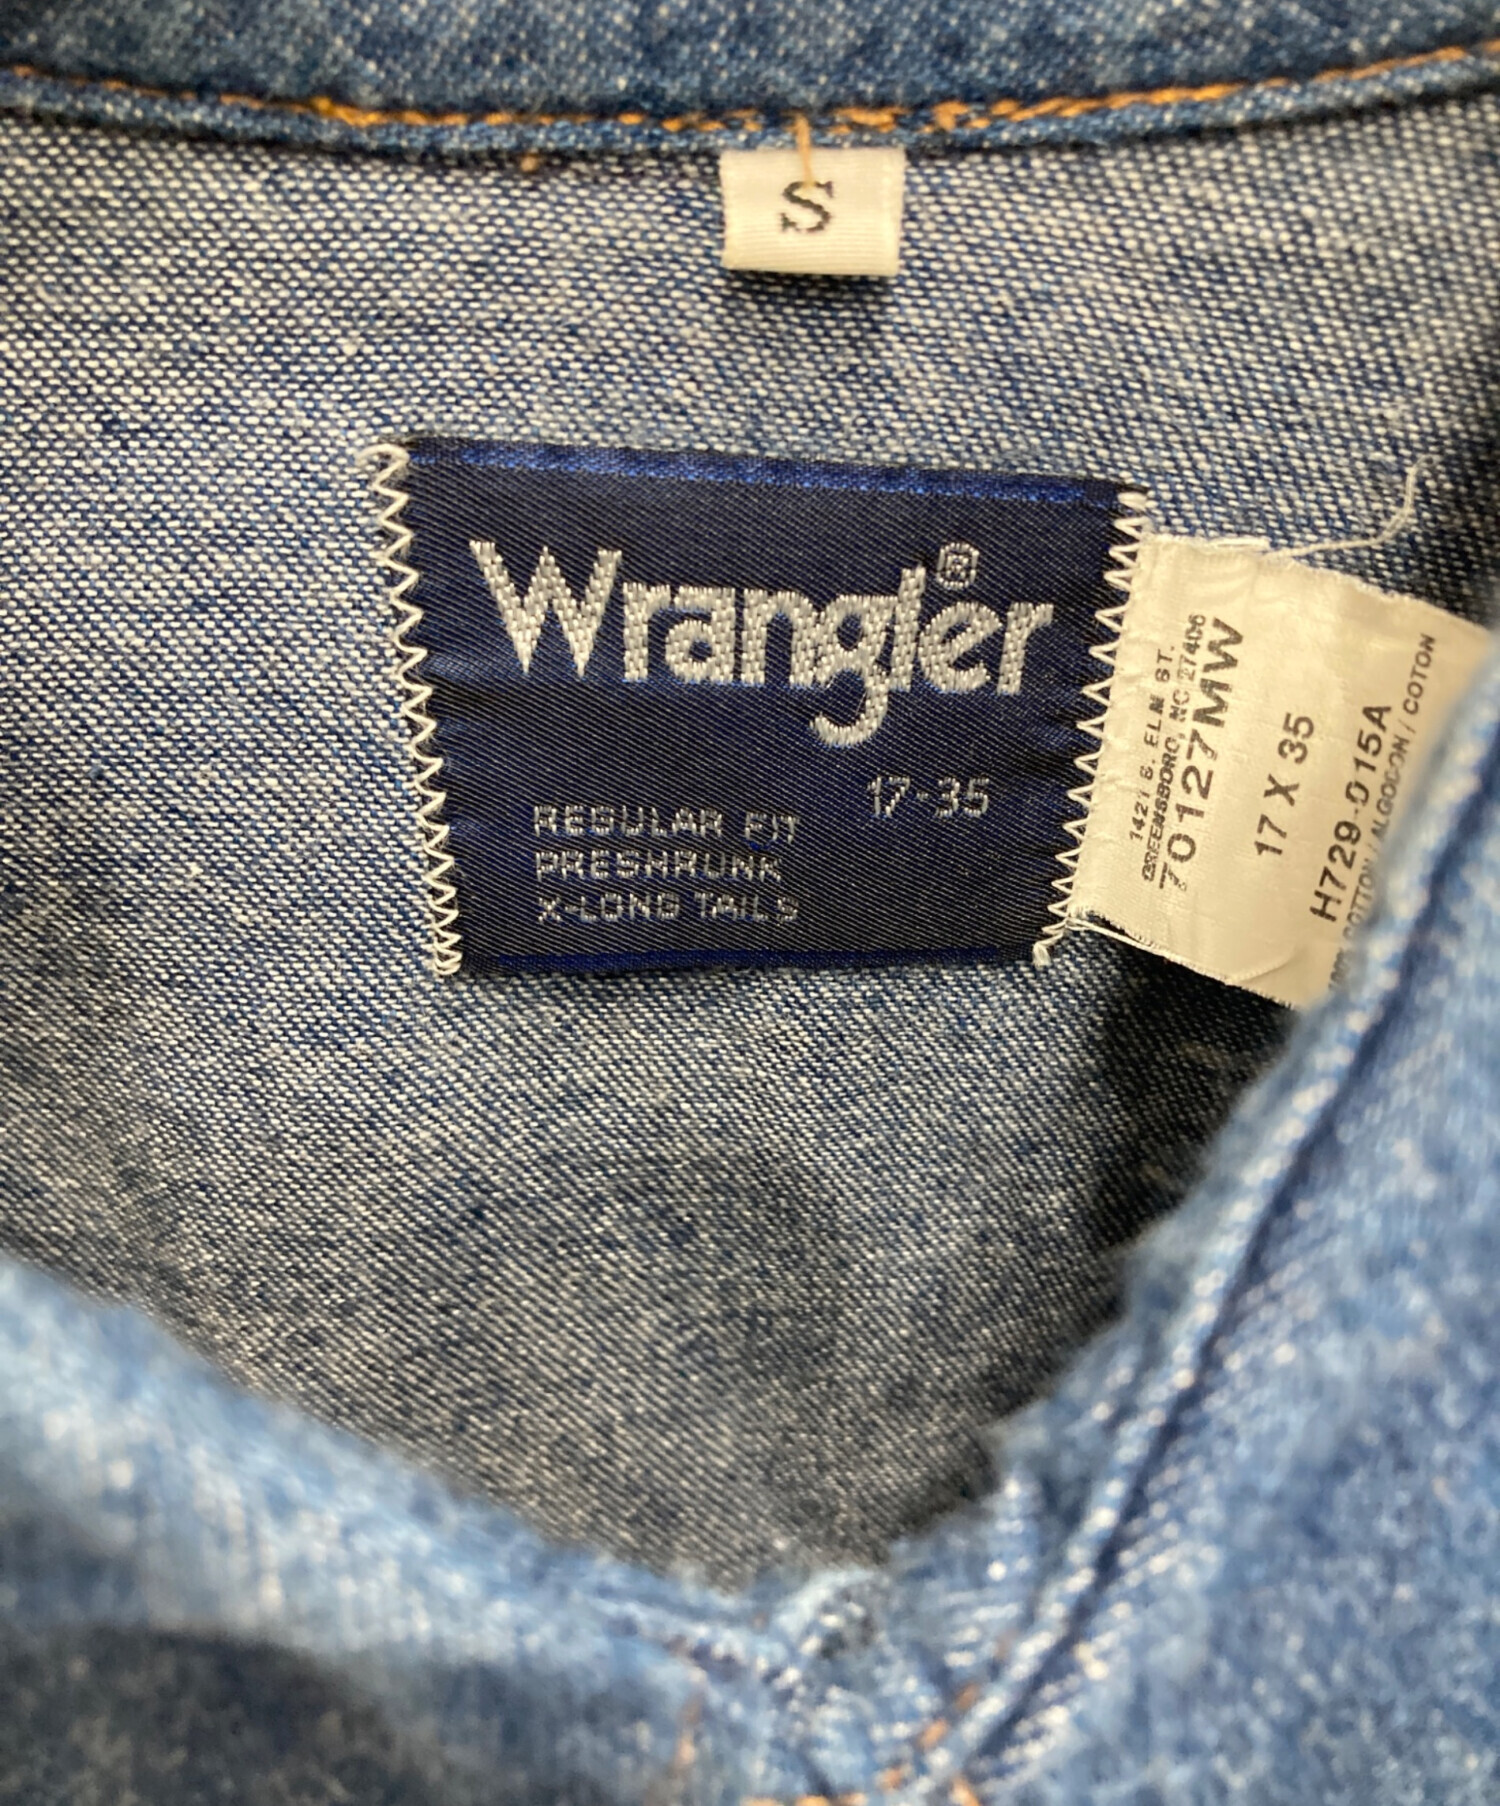 S
Wrangler®
17-35
REGULAR FIT
PRESHRUNK
X-LONG TAILS
1421 S. ELM ST.
GREENSBORO, NC 27406
70127MW
17 X 35
H729-015A
COTTON / ALGODON / COTON